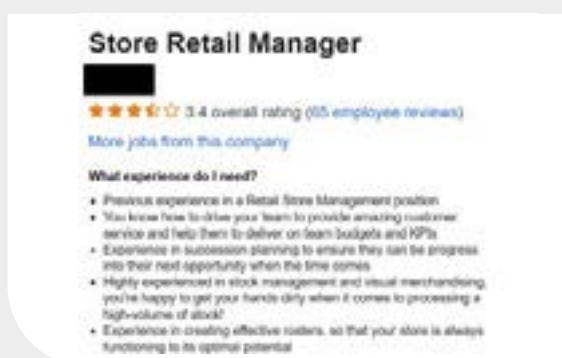 Store Retail Manager
3.4 overall rating (65 employee reviews)
More jobs from this company
What experience do I need?
• Previous experience in a Retail Store Management position
• You know how to drive your team to provide amazing customer
service and help them to deliver on team budgets and KPIs
• Experience in succession planning to ensure they can be progress
into their next opportunity when the time comes
• Highly experienced in stock management and visual merchandising,
you're happy to get your hands dirty when it comes to processing a
high-volume of stock!
• Experience in creating effective rosters, so that your store is always
functioning to its optimal potential